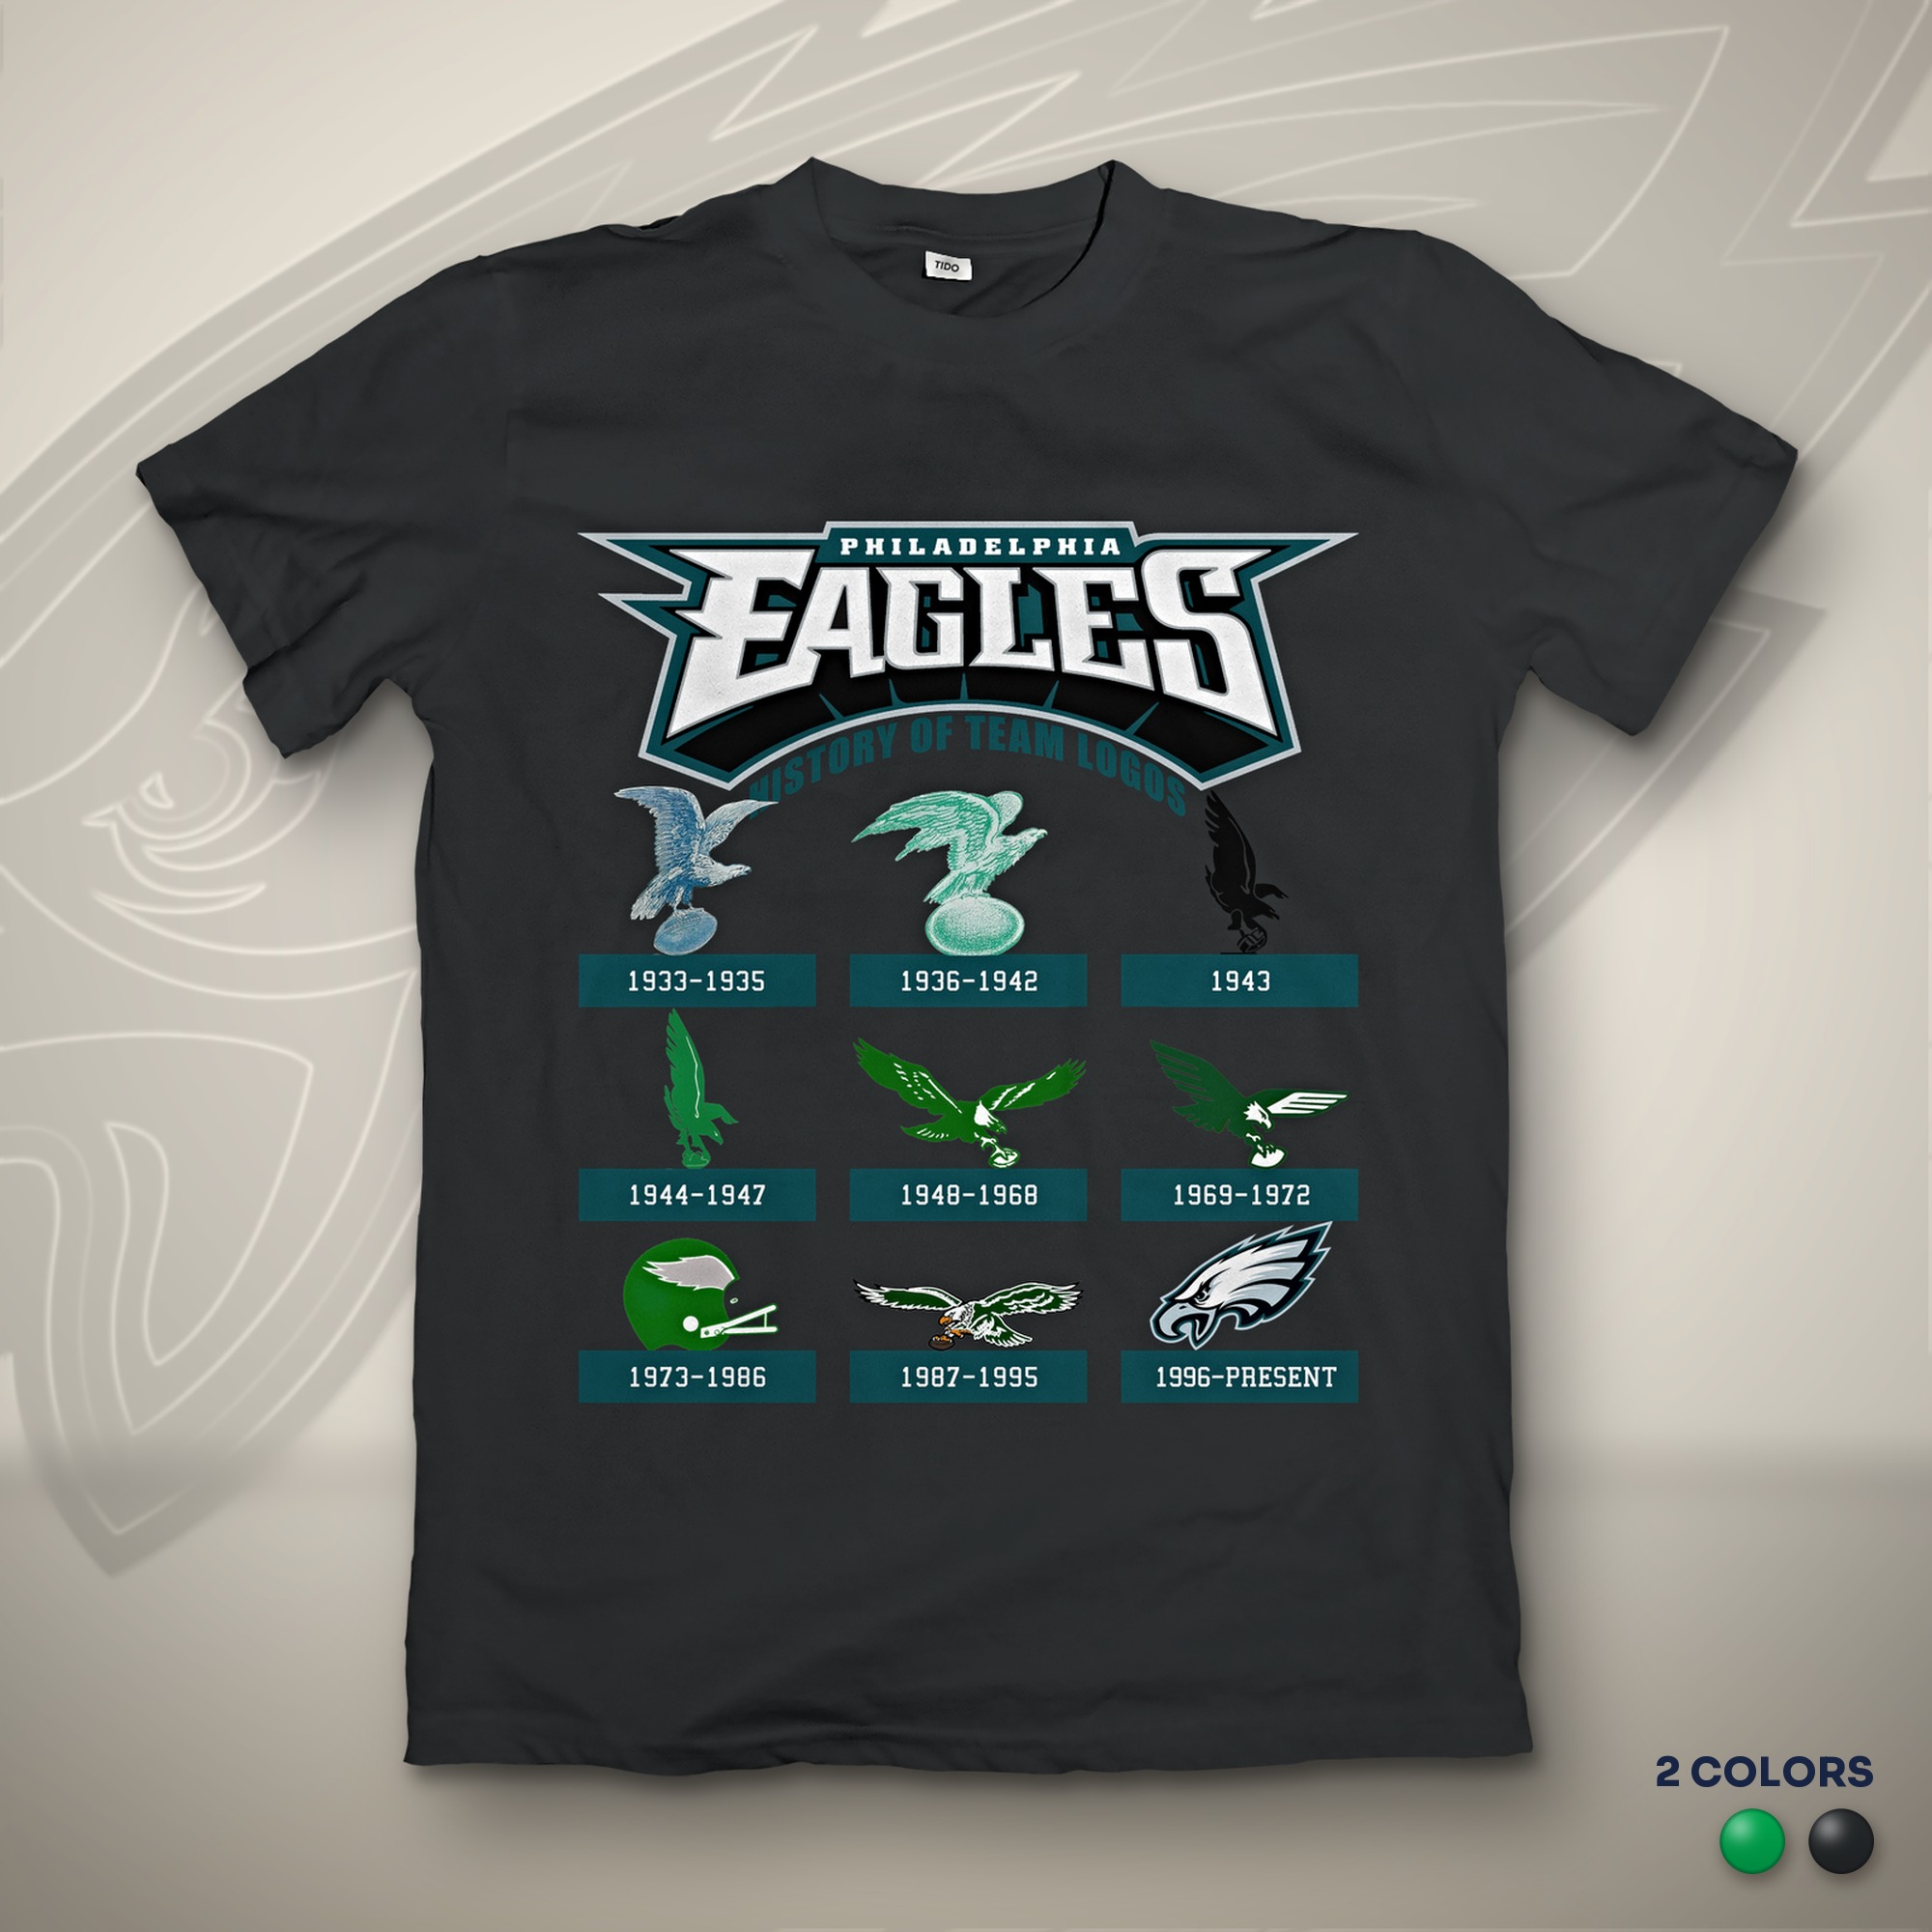 TIDO
PHILADELPHIA
EAGLES
HISTORY OF TEAM LOGOS
1933-1935
1936-1942
1943
1944-1947
1948-1968
1969-1972
1973-1986
1987-1995
1996-PRESENT
2 COLORS